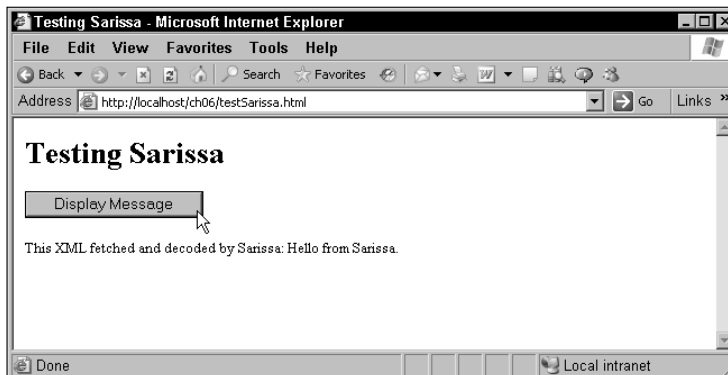 Testing Sarissa - Microsoft Internet Explorer
File Edit View Favorites Tools Help
Back Search Favorites W
Address http://localhost/ch06/testSarissa.html Go Links »
Testing Sarissa
Display Message
This XML fetched and decoded by Sarissa: Hello from Sarissa.
Done Local intranet